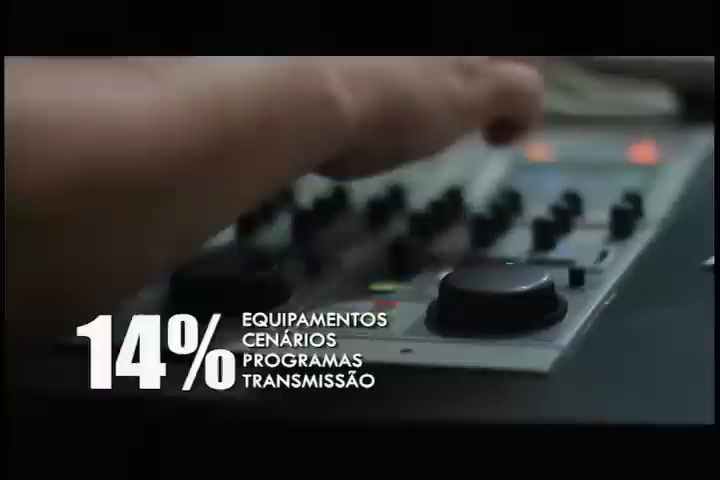 14%
EQUIPAMENTOS
CENÁRIOS
PROGRAMAS
TRANSMISSÃO